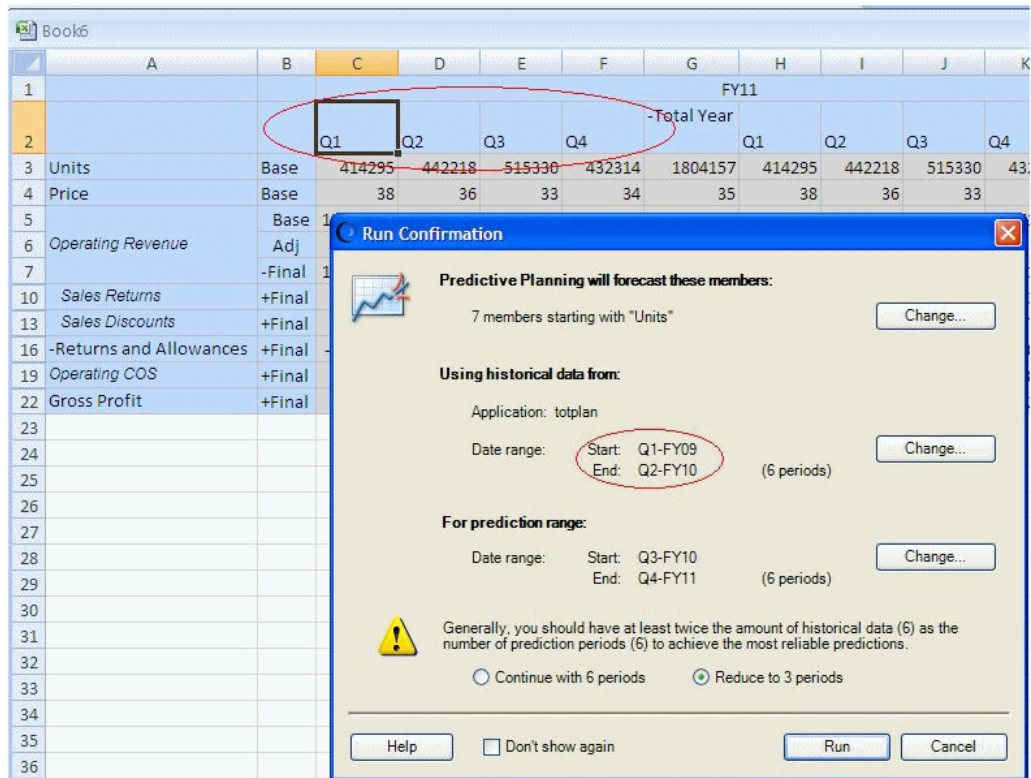 Book6
A B C D E F G H I J K
1 FY11
-Total Year
2 Q1 Q2 Q3 Q4 Q1 Q2 Q3 Q4
3 Units Base 414295 442218 515330 432314 1804157 414295 442218 515330 43
4 Price Base 38 36 33 34 35 38 36 33
5 Base 1
6 Operating Revenue Adj
7 -Final 1
10 Sales Returns +Final
13 Sales Discounts +Final
16 -Returns and Allowances +Final -
19 Operating COS +Final
22 Gross Profit +Final
23
24
25
26
27
28
29
30
31
32
33
34
35
36
Run Confirmation
Predictive Planning will forecast these members:
7 members starting with "Units"
Change...
Using historical data from:
Application: totplan
Date range: Start: Q1-FY09
Change...
End: Q2-FY10 (6 periods)
For prediction range:
Date range: Start: Q3-FY10
Change...
End: Q4-FY11 (6 periods)
Generally, you should have at least twice the amount of historical data (6) as the
number of prediction periods (6) to achieve the most reliable predictions.
Continue with 6 periods Reduce to 3 periods
Help Don't show again Run Cancel